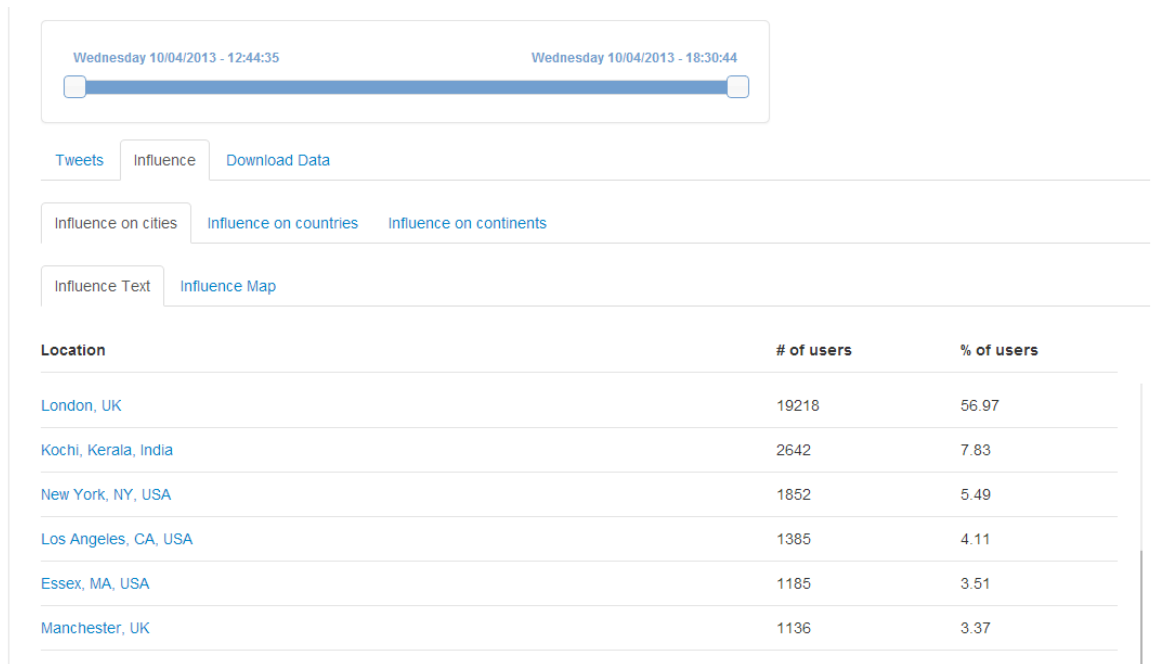 Wednesday 10/04/2013 - 12:44:35 Wednesday 10/04/2013 - 18:30:44
Tweets Influence Download Data
Influence on cities Influence on countries Influence on continents
Influence Text Influence Map
Location # of users % of users
London, UK 19218 56.97
Kochi, Kerala, India 2642 7.83
New York, NY, USA 1852 5.49
Los Angeles, CA, USA 1385 4.11
Essex, MA, USA 1185 3.51
Manchester, UK 1136 3.37